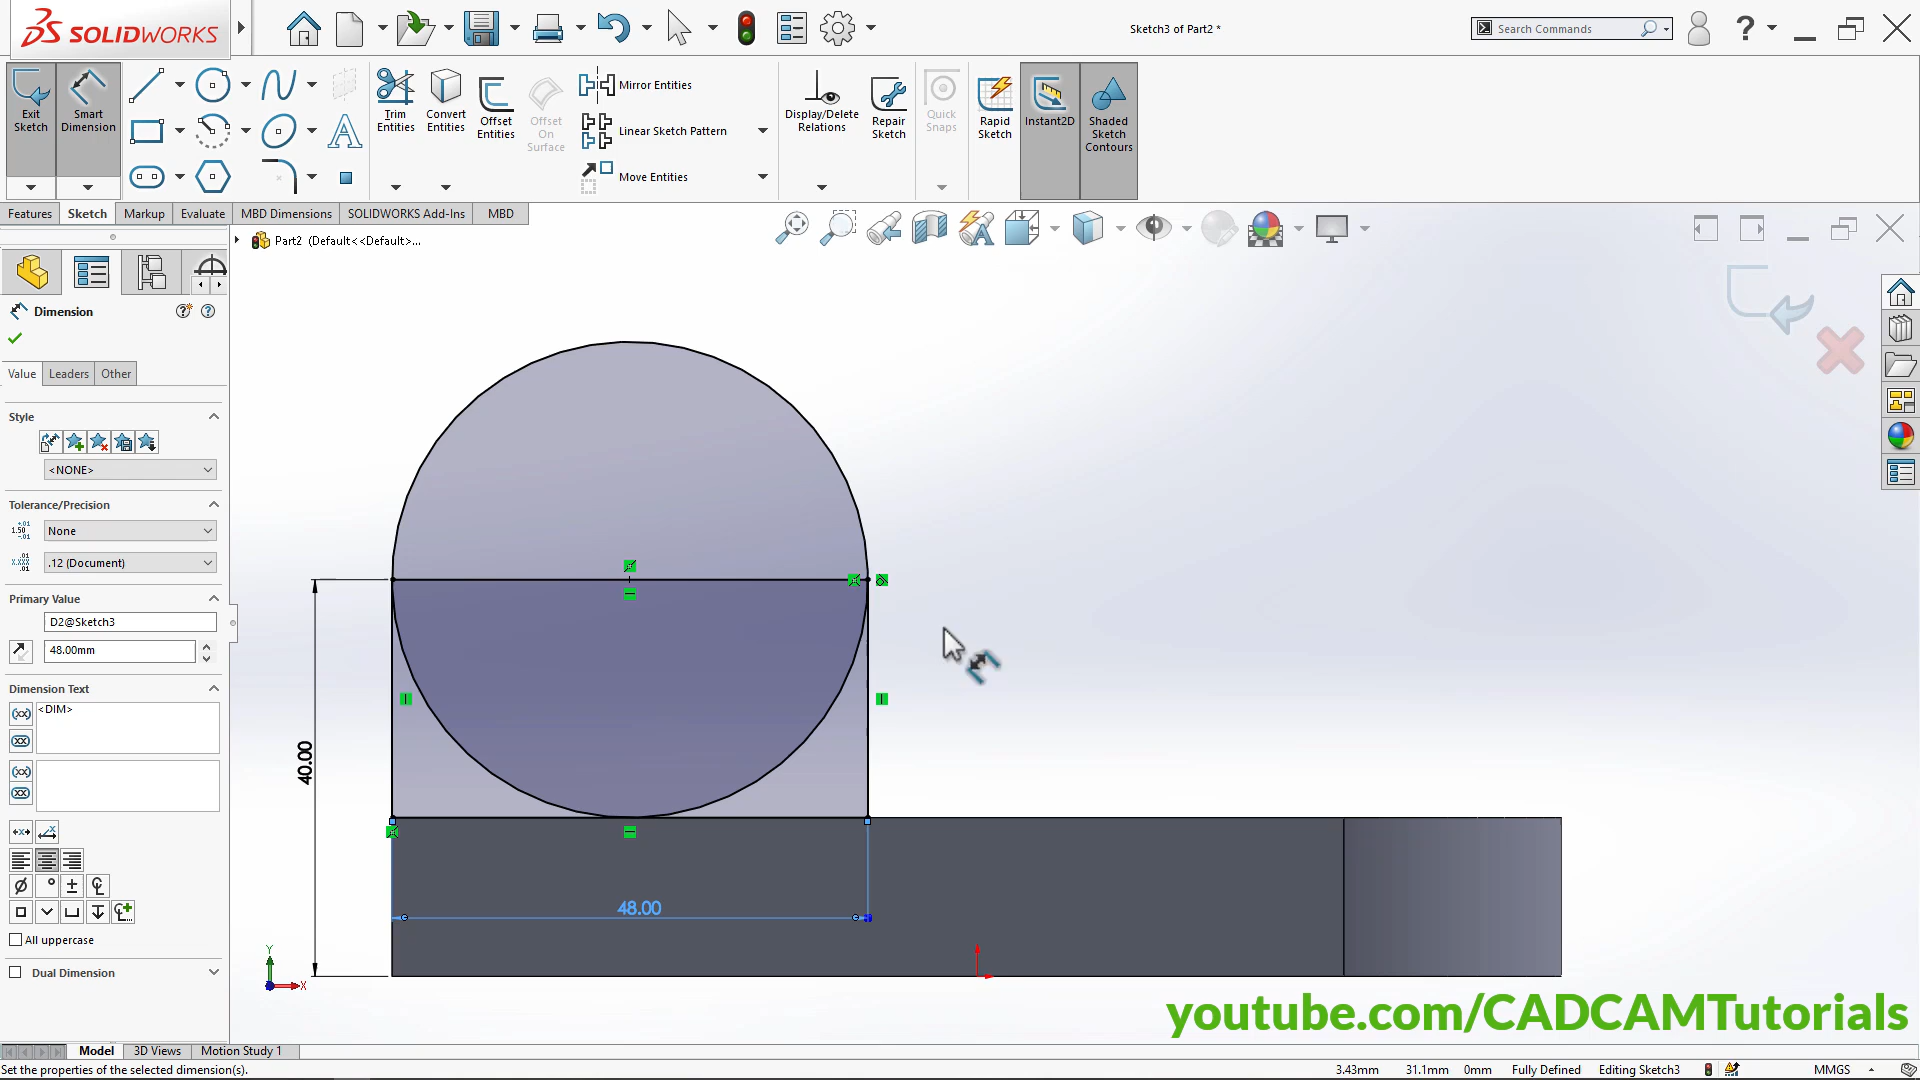 SOLIDWORKS
Sketch3 of Part2 *
Search Commands
Exit
Sketch
Smart
Dimension
Trim
Entities
Convert
Entities
Offset
Entities
Offset
On
Surface
Mirror Entities
Linear Sketch Pattern
Move Entities
Display/Delete
Relations
Repair
Sketch
Quick
Snaps
Rapid
Sketch
Instant2D
Shaded
Sketch
Contours
Features
Sketch
Markup
Evaluate
MBD Dimensions
SOLIDWORKS Add-Ins
MBD
Part2 (Default<<Default>...
Dimension
Value
Leaders
Other
Style
<NONE>
Tolerance/Precision
None
.12 (Document)
Primary Value
D2@Sketch3
48.00mm
Dimension Text
<DIM>
All uppercase
Dual Dimension
40.00
48.00
Y
X
youtube.com/CADCAMTutorials
Model
3D Views
Motion Study 1
Set the properties of the selected dimension(s).
3.43mm
31.1mm
0mm
Fully Defined
Editing Sketch3
MMGS